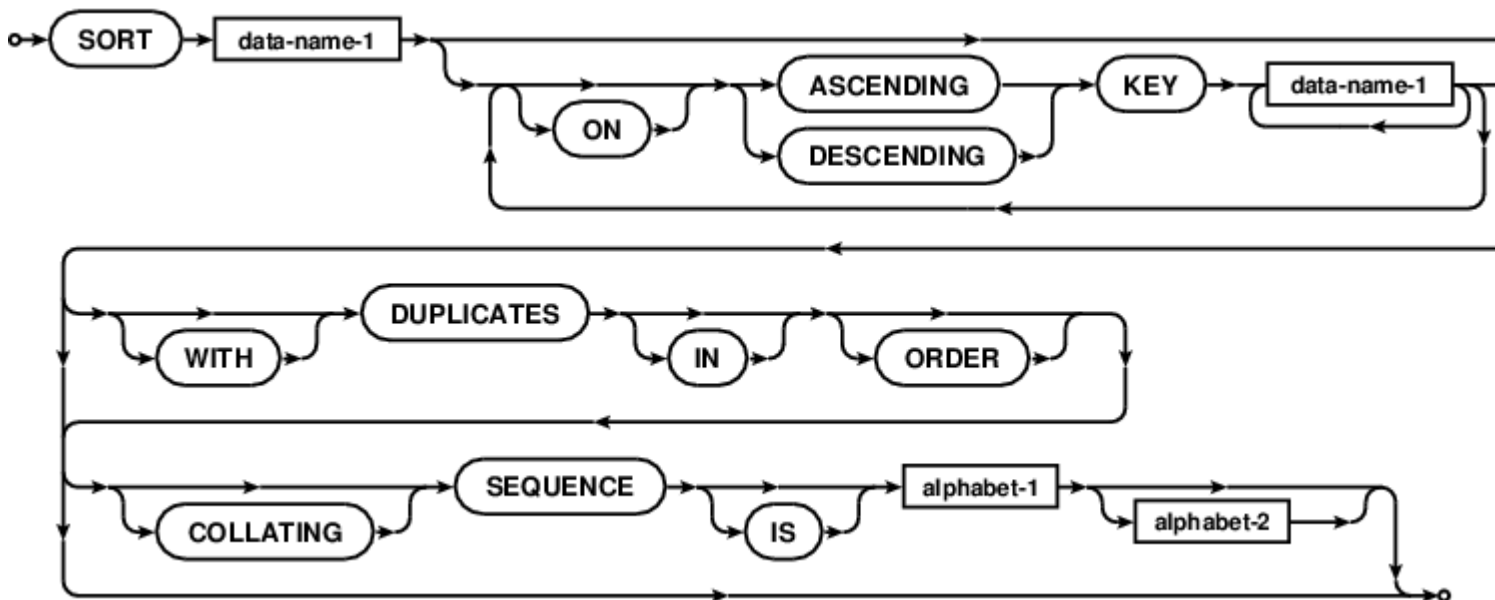 SORT data-name-1
ASCENDING KEY data-name-1
ON
DESCENDING
DUPLICATES
WITH IN ORDER
SEQUENCE alphabet-1
COLLATING IS alphabet-2